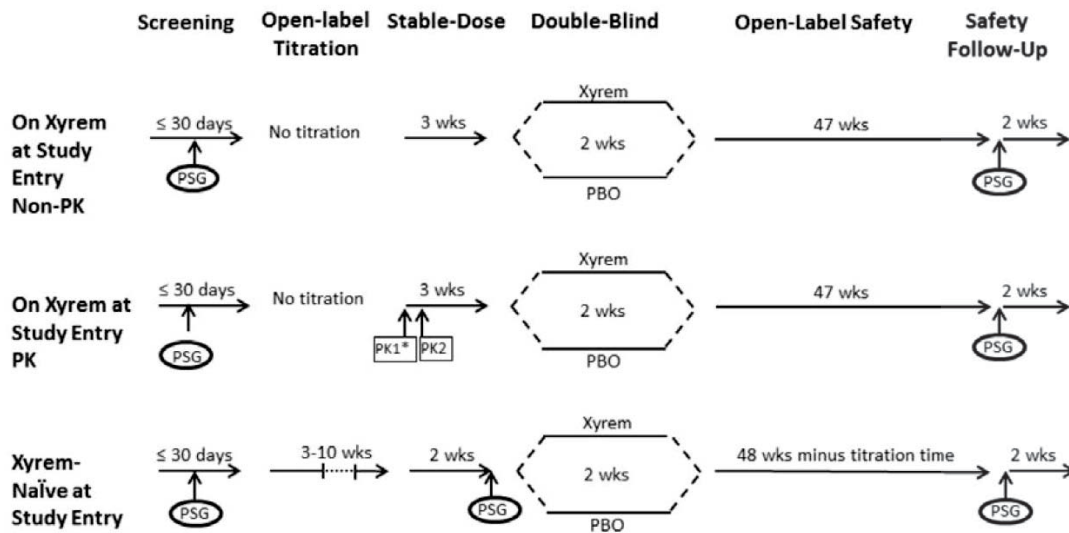 Screening Open-label Titration Stable-Dose Double-Blind Open-Label Safety Safety Follow-Up
On Xyrem at Study Entry Non-PK
≤ 30 days
PSG
No titration
3 wks
Xyrem
2 wks
PBO
47 wks
PSG
2 wks
On Xyrem at Study Entry PK
≤ 30 days
PSG
No titration
3 wks
PK1*
PK2
Xyrem
2 wks
PBO
47 wks
PSG
2 wks
Xyrem-NaÏve at Study Entry
≤ 30 days
PSG
3-10 wks
2 wks
PSG
Xyrem
2 wks
PBO
48 wks minus titration time
PSG
2 wks